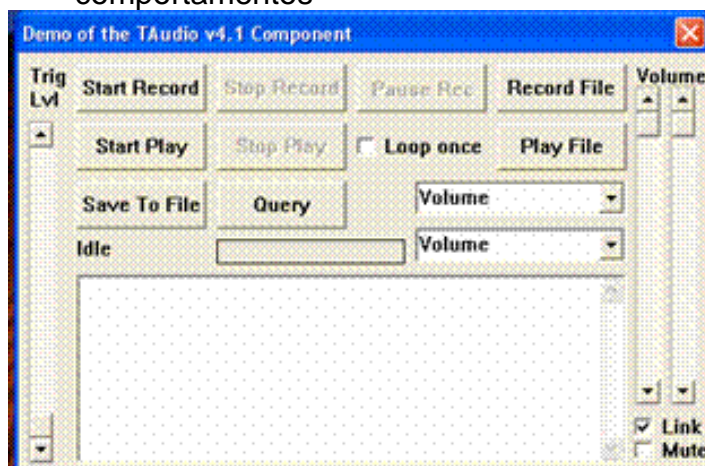 comportamentos
Demo of the TAudio v4.1 Component
Trig Lvl
Start Record Stop Record Pause Rec Record File
Volume
Start Play Stop Play Loop once Play File
Save To File Query Volume
Idle Volume
Link
Mute